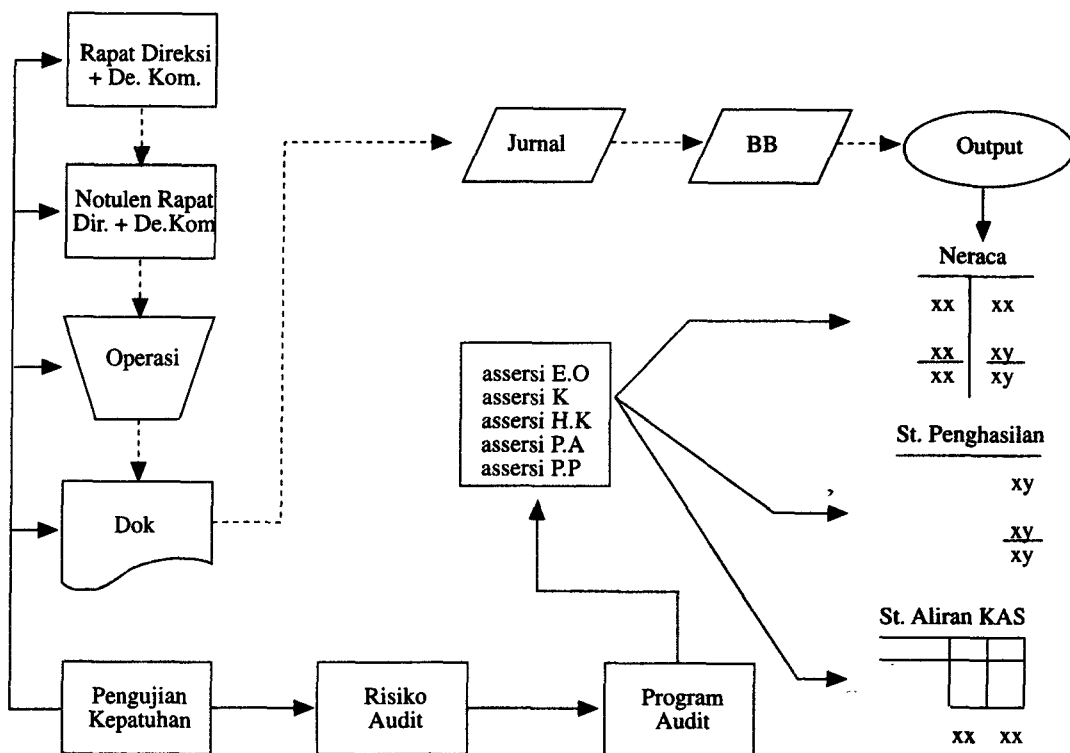 Rapat Direksi
+ De. Kom.
Notulen Rapat
Dir. + De.Kom
Operasi
Dok
Pengujian
Kepatuhan
Risiko
Audit
Program
Audit
assersi E.O
assersi K
assersi H.K
assersi P.A
assersi P.P
Jurnal
BB
Output
Neraca
xx xx
xx xy
xx xy
St. Penghasilan
xy
xy
xy
St. Aliran KAS
xx xx